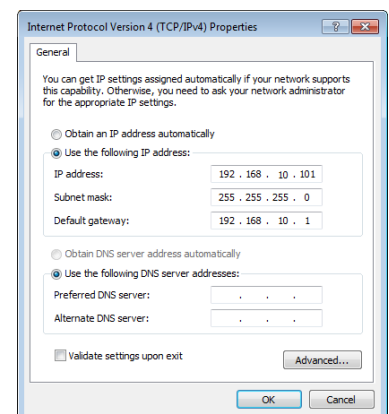 Internet Protocol Version 4 (TCP/IPv4) Properties
General
You can get IP settings assigned automatically if your network supports
this capability. Otherwise, you need to ask your network administrator
for the appropriate IP settings.
Obtain an IP address automatically
Use the following IP address:
IP address: 192 . 168 . 10 . 101
Subnet mask: 255 . 255 . 255 . 0
Default gateway: 192 . 168 . 10 . 1
Obtain DNS server address automatically
Use the following DNS server addresses:
Preferred DNS server: . . .
Alternate DNS server: . . .
Validate settings upon exit
Advanced...
OK Cancel